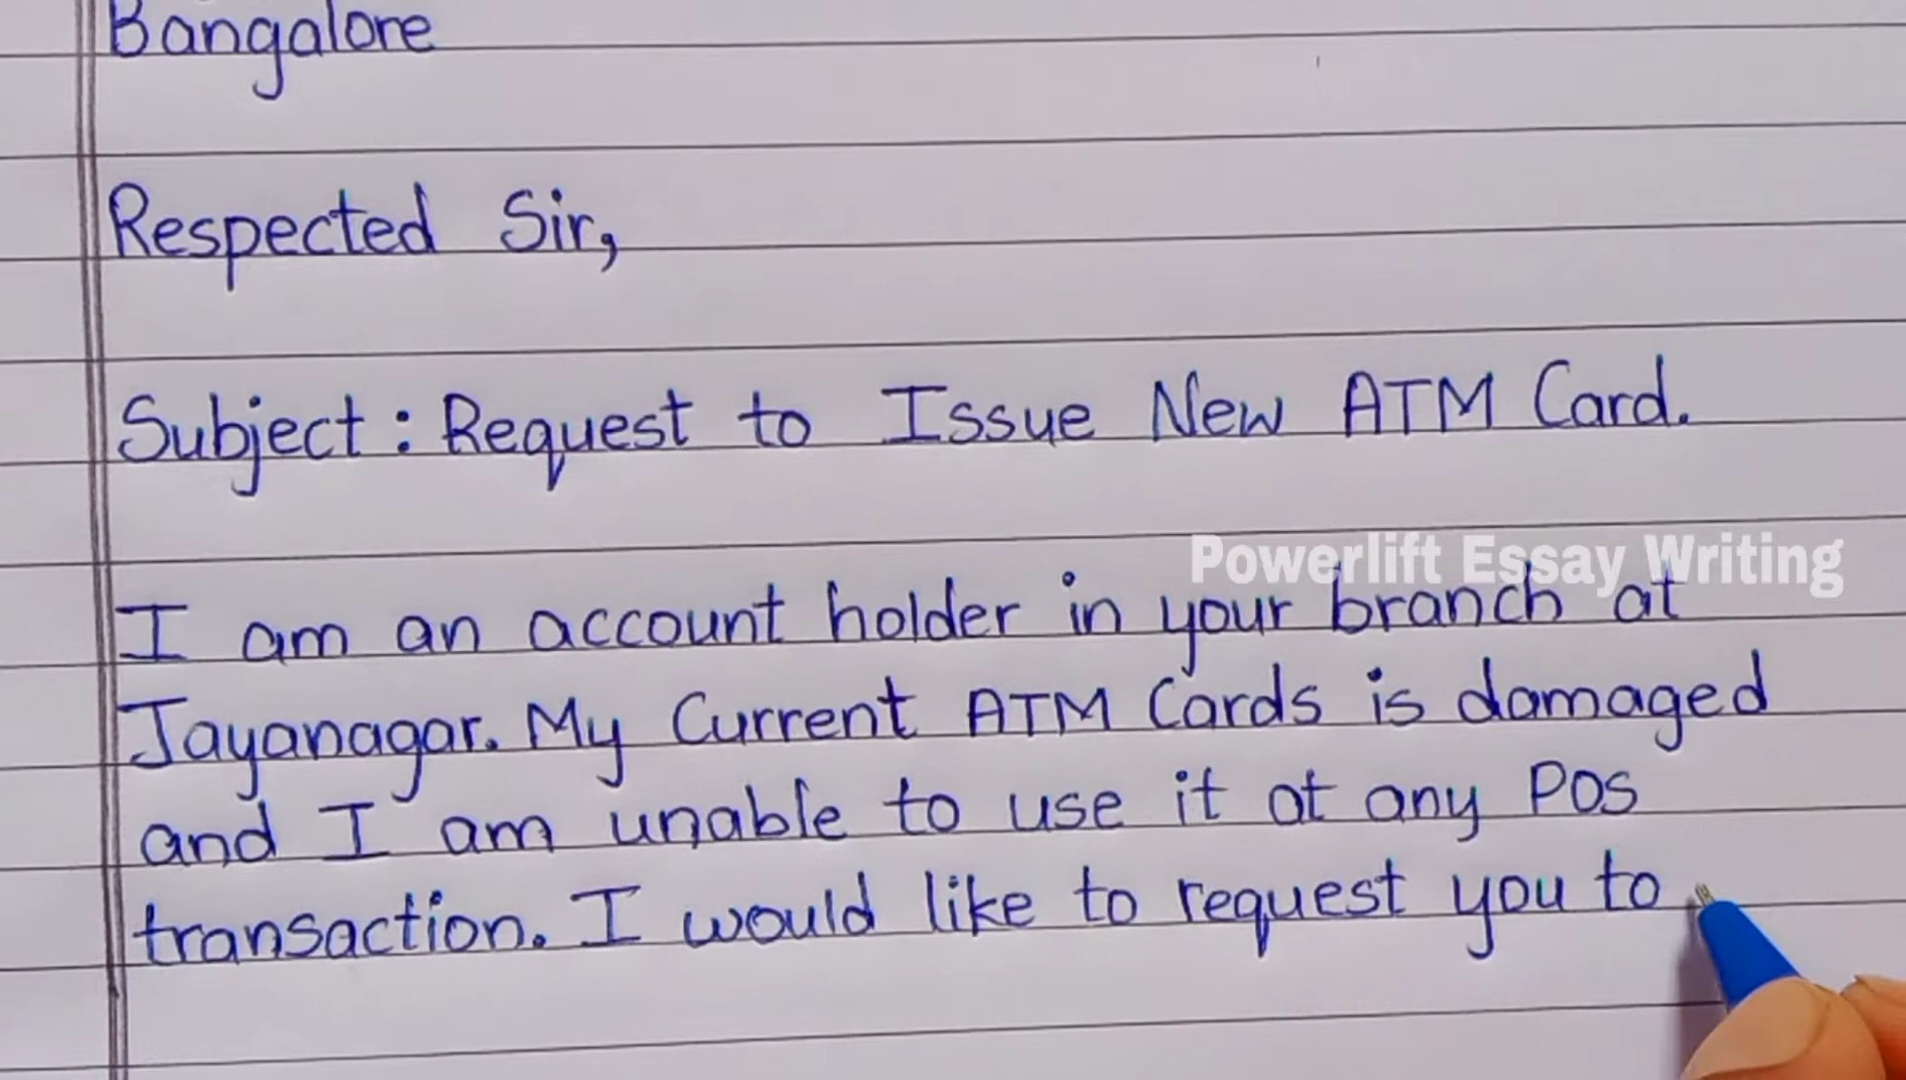 Bangalore
Respected Sir,
Subject: Request to Issue New ATM Card.
Powerlift Essay Writing
I am an account holder in your branch at
Jayanagar. My Current ATM Cards is damaged
and I am unable to use it at any POS
transaction. I would like to request you to